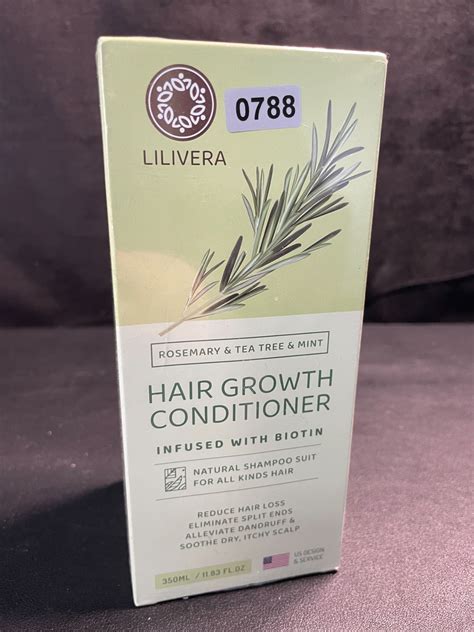 0788
LILIVERA
ROSEMARY & TEA TREE & MINT
HAIR GROWTH
CONDITIONER
INFUSED WITH BIOTIN
NATURAL SHAMPOO SUIT
FOR ALL KINDS HAIR
REDUCE HAIR LOSS
ELIMINATE SPLIT ENDS
ALLEVIATE DANDRUFF &
SOOTHE DRY, ITCHY SCALP
350ML / 11.83 FL.OZ
US DESIGN
& SERVICE